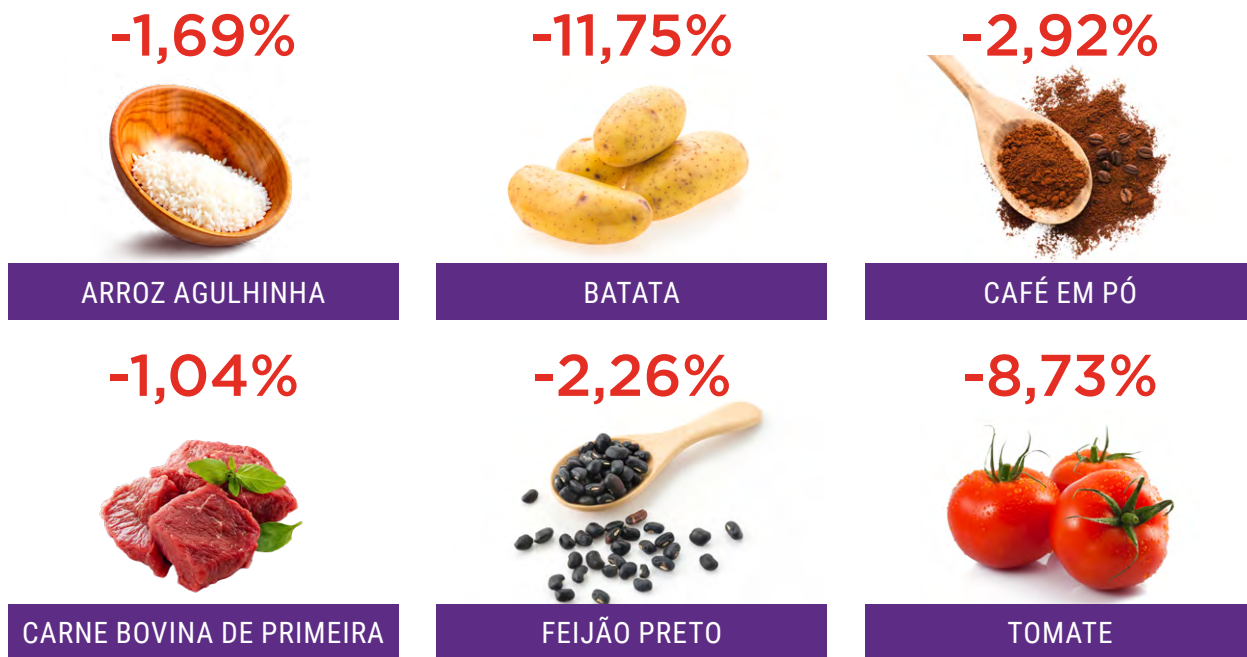 -1,69%
-11,75%
-2,92%
ARROZ AGULHINHA
BATATA
CAFÉ EM PÓ
-1,04%
-2,26%
-8,73%
CARNE BOVINA DE PRIMEIRA
FEIJÃO PRETO
TOMATE